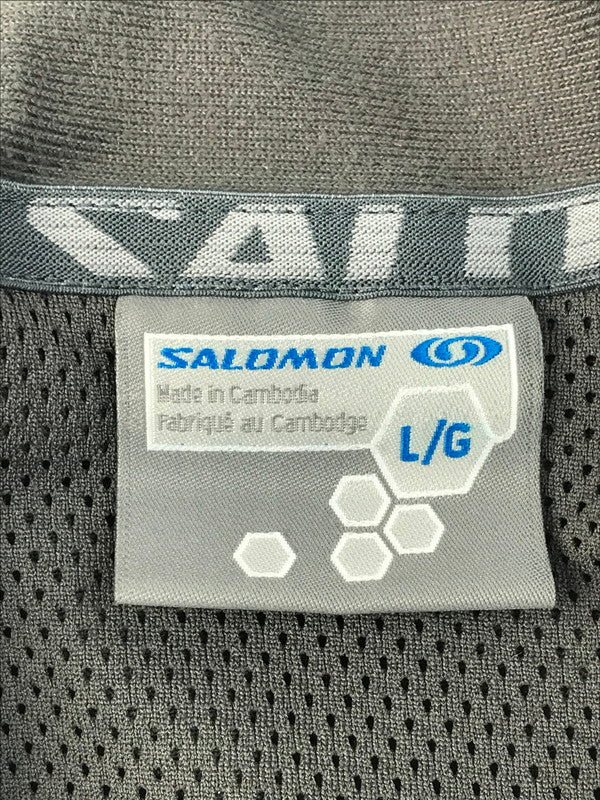 SALOMON
Made in Cambodia
Fabriqué au Cambodge
L/G